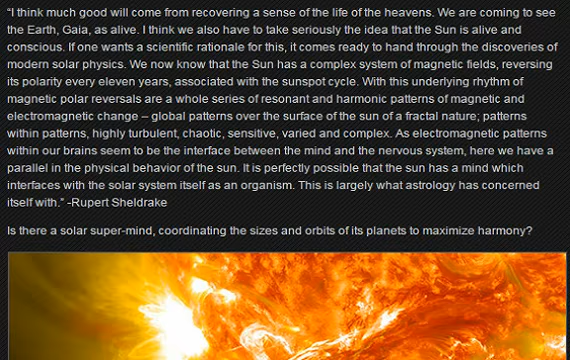 “I think much good will come from recovering a sense of the life of the heavens. We are coming to see
the Earth, Gaia, as alive. I think we also have to take seriously the idea that the Sun is alive and
conscious. If one wants a scientific rationale for this, it comes ready to hand through the discoveries of
modern solar physics. We now know that the Sun has a complex system of magnetic fields, reversing
its polarity every eleven years, associated with the sunspot cycle. With this underlying rhythm of
magnetic polar reversals are a whole series of resonant and harmonic patterns of magnetic and
electromagnetic change – global patterns over the surface of the sun of a fractal nature; patterns
within patterns, highly turbulent, chaotic, sensitive, varied and complex. As electromagnetic patterns
within our brains seem to be the interface between the mind and the nervous system, here we have a
parallel in the physical behavior of the sun. It is perfectly possible that the sun has a mind which
interfaces with the solar system itself as an organism. This is largely what astrology has concerned
itself with.” -Rupert Sheldrake
Is there a solar super-mind, coordinating the sizes and orbits of its planets to maximize harmony?